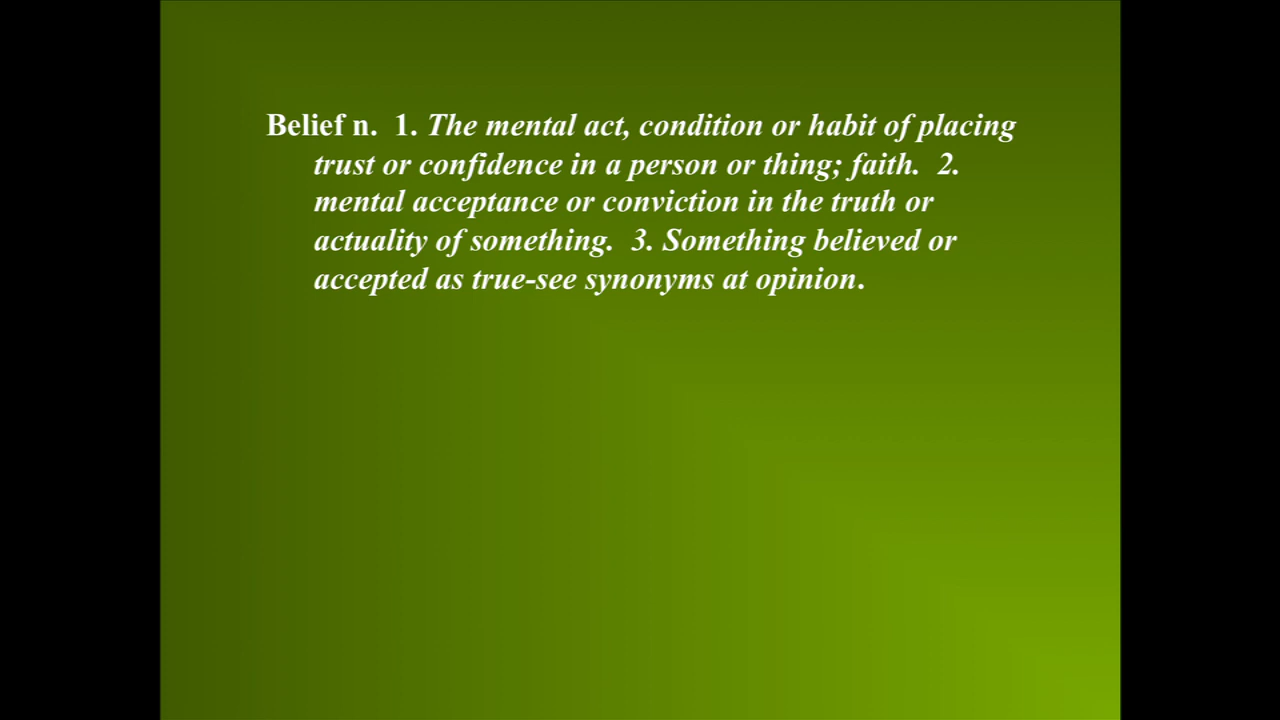 Belief n.  1. The mental act, condition or habit of placing
trust or confidence in a person or thing; faith.  2.
mental acceptance or conviction in the truth or
actuality of something.  3. Something believed or
accepted as true-see synonyms at opinion.